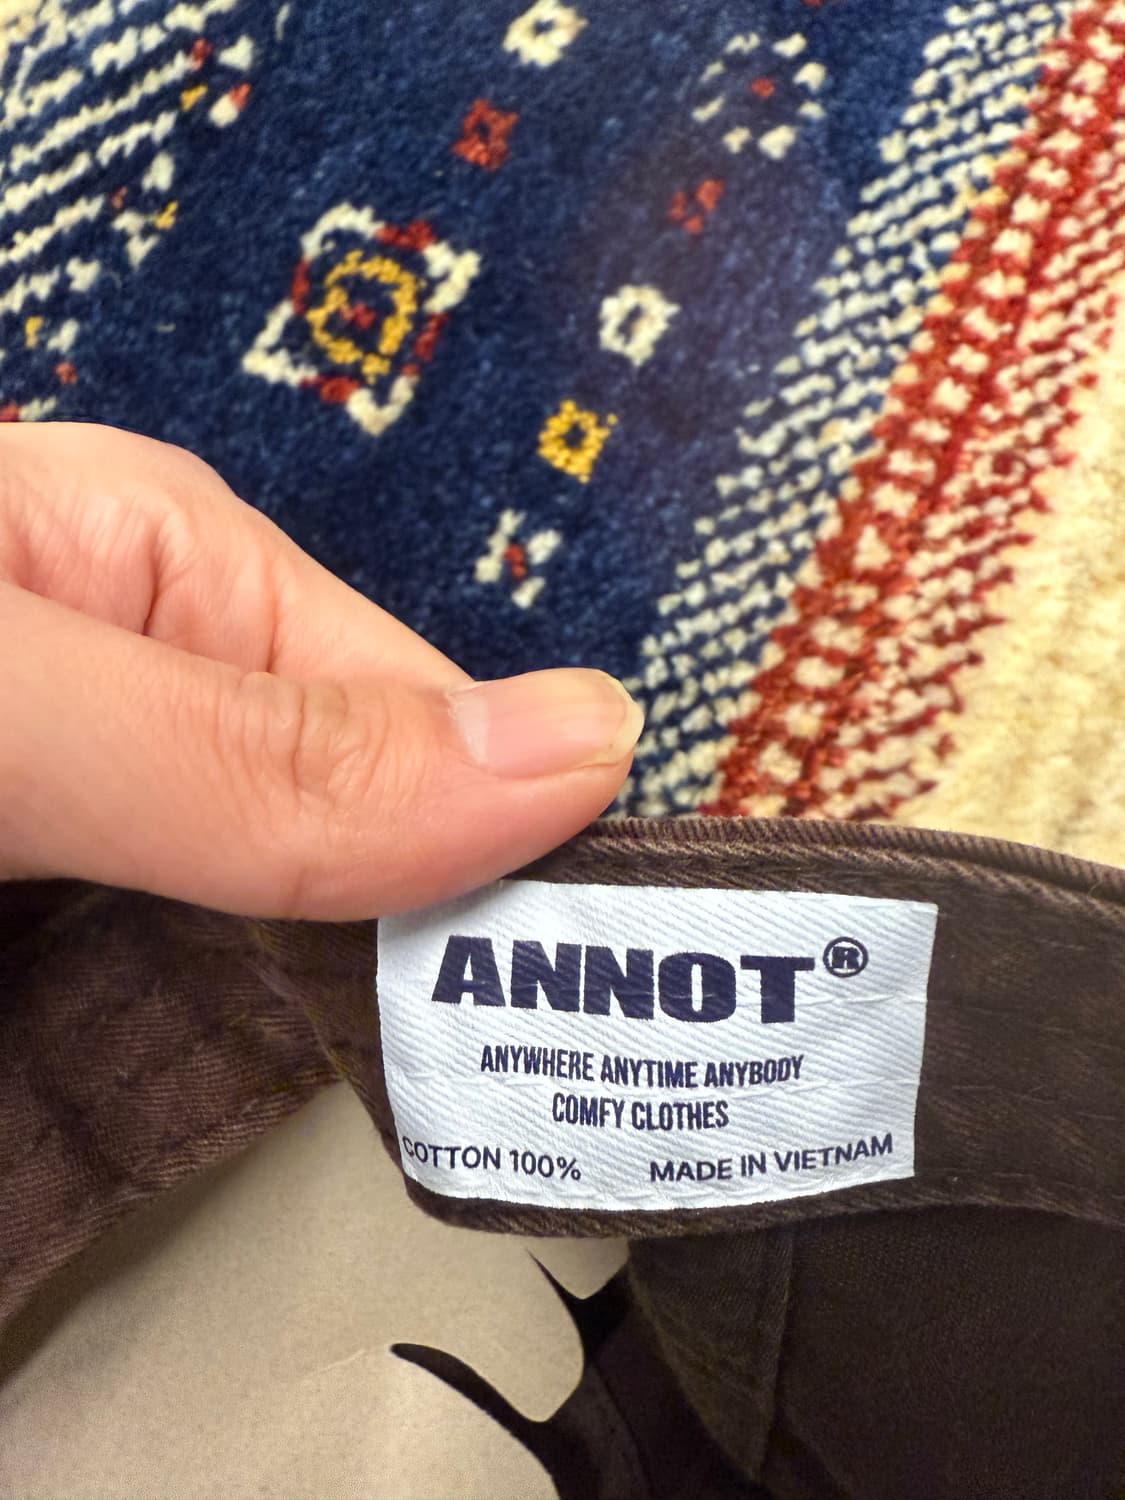 ANNOT®
ANYWHERE ANYTIME ANYBODY
COMFY CLOTHES
COTTON 100% MADE IN VIETNAM